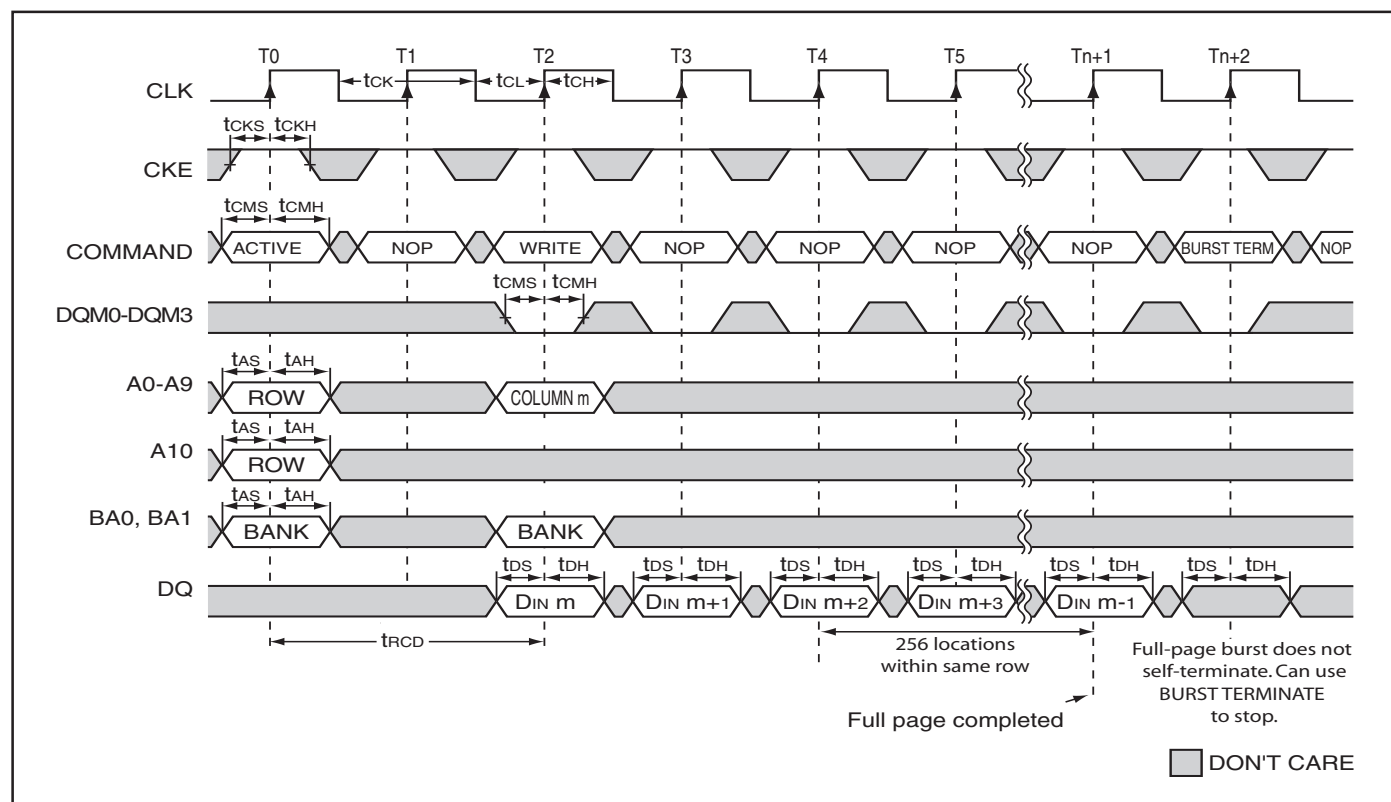 T0 T1 T2 T3 T4 T5 Tn+1 Tn+2
CLK tCK tCL tCH
tCKS tCKH
CKE
tCMS tCMH
COMMAND ACTIVE NOP WRITE NOP NOP NOP NOP BURST TERM NOP
tCMS tCMH
DQM0-DQM3
tAS tAH
A0-A9 ROW COLUMN m
tAS tAH
A10 ROW
tAS tAH
BA0, BA1 BANK BANK
tDS tDH tDS tDH tDS tDH tDS tDH tDS tDH tDS tDH
DQ DIN m DIN m+1 DIN m+2 DIN m+3 DIN m-1
tRCD
256 locations
within same row
Full page completed
Full-page burst does not
self-terminate. Can use
BURST TERMINATE
to stop.
DON'T CARE